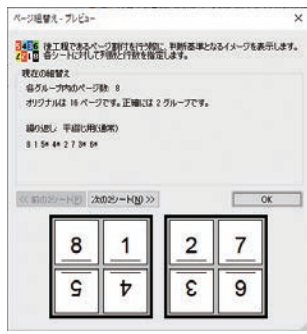 ページ組替え - プレビュー
後工程であるページ割付を行う際に、判断基準となるイメージを表示します。
各シートに対して列数と行数を指定します。
現在の組替え
各グループ内のページ数: 8
オリジナルは 16 ページです。正確には 2 グループです。
繰り返し 平綴じ用(通常)
8 1 5* 4* 2 7 3* 6*
<< 前の2シート(P)
次の2シート(N) >>
OK
8 1 2 7
5 4 3 6